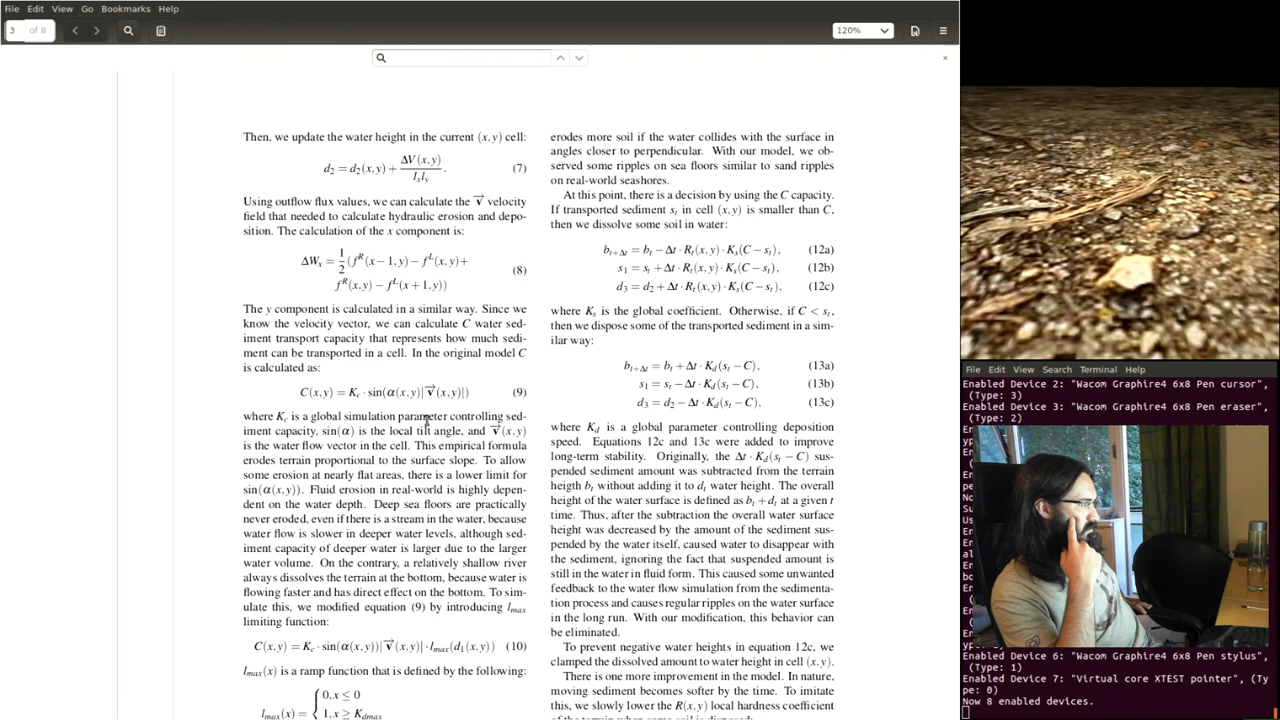 File Edit View Go Bookmarks Help
3 of 8
120%
Then, we update the water height in the current (x, y) cell:
d₂ = d₂(x,y) + ΔV(x,y) / lₓl_y. (7)
Using outflow flux values, we can calculate the v⃗ velocity
field that needed to calculate hydraulic erosion and depo-
sition. The calculation of the x component is:
ΔWₓ = 1/2 (f^R(x−1,y) − f^L(x,y)+
f^R(x,y) − f^L(x+1,y))
(8)
The y component is calculated in a similar way. Since we
know the velocity vector, we can calculate C water sed-
iment transport capacity that represents how much sedi-
ment can be transported in a cell. In the original model C
is calculated as:
C(x,y) = K_c · sin(α(x,y)|v⃗(x,y)|) (9)
where K_c is a global simulation parameter controlling sed-
iment capacity, sin(α) is the local tilt angle, and v⃗(x,y)
is the water flow vector in the cell. This empirical formula
erodes terrain proportional to the surface slope. To allow
some erosion at nearly flat areas, there is a lower limit for
sin(α(x,y)). Fluid erosion in real-world is highly depen-
dent on the water depth. Deep sea floors are practically
never eroded, even if there is a stream in the water, because
water flow is slower in deeper water levels, although sed-
iment capacity of deeper water is larger due to the larger
water volume. On the contrary, a relatively shallow river
always dissolves the terrain at the bottom, because water is
flowing faster and has direct effect on the bottom. To sim-
ulate this, we modified equation (9) by introducing l_max
limiting function:
C(x,y) = K_c · sin(α(x,y))|v⃗(x,y)| · l_max(d₁(x,y)) (10)
l_max(x) is a ramp function that is defined by the following:
l_max(x) = { 0, x ≤ 0
1, x ≥ K_dmax
erodes more soil if the water collides with the surface in
angles closer to perpendicular. With our model, we ob-
served some ripples on sea floors similar to sand ripples
on real-world seashores.
At this point, there is a decision by using the C capacity.
If transported sediment s_t in cell (x,y) is smaller than C,
then we dissolve some soil in water:
b_{t+Δt} = b_t − Δt · R_t(x,y) · K_s(C − s_t), (12a)
s₁ = s_t + Δt · R_t(x,y) · K_s(C − s_t), (12b)
d₃ = d₂ + Δt · R_t(x,y) · K_s(C − s_t), (12c)
where K_s is the global coefficient. Otherwise, if C < s_t,
then we dispose some of the transported sediment in a sim-
ilar way:
b_{t+Δt} = b_t + Δt · K_d(s_t − C), (13a)
s₁ = s_t − Δt · K_d(s_t − C), (13b)
d₃ = d₂ − Δt · K_d(s_t − C), (13c)
where K_d is a global parameter controlling deposition
speed. Equations 12c and 13c were added to improve
long-term stability. Originally, the Δt · K_d(s_t − C) sus-
pended sediment amount was subtracted from the terrain
heigth b_t without adding it to d_t water height. The overall
height of the water surface is defined as b_t + d_t at a given t
time. Thus, after the subtraction the overall water surface
height was decreased by the amount of the sediment sus-
pended by the water itself, caused water to disappear with
the sediment, ignoring the fact that suspended amount is
still in the water in fluid form. This caused some unwanted
feedback to the water flow simulation from the sedimenta-
tion process and causes regular ripples on the water surface
in the long run. With our modification, this behavior can
be eliminated.
To prevent negative water heights in equation 12c, we
clamped the dissolved amount to water height in cell (x,y).
There is one more improvement in the model. In nature,
moving sediment becomes softer by the time. To imitate
this, we slowly lower the R(x,y) local hardness coefficient
of the terrain when some soil is disposed:
File Edit View Search Terminal Help
Enabled Device 2: "Wacom Graphire4 6x8 Pen cursor",
(Type: 3)
Enabled Device 3: "Wacom Graphire4 6x8 Pen eraser",
(Type: 2)
Enabled Device 6: "Wacom Graphire4 6x8 Pen stylus",
(Type: 1)
Enabled Device 7: "Virtual core XTEST pointer", (Ty
pe: 0)
Now 8 enabled devices.